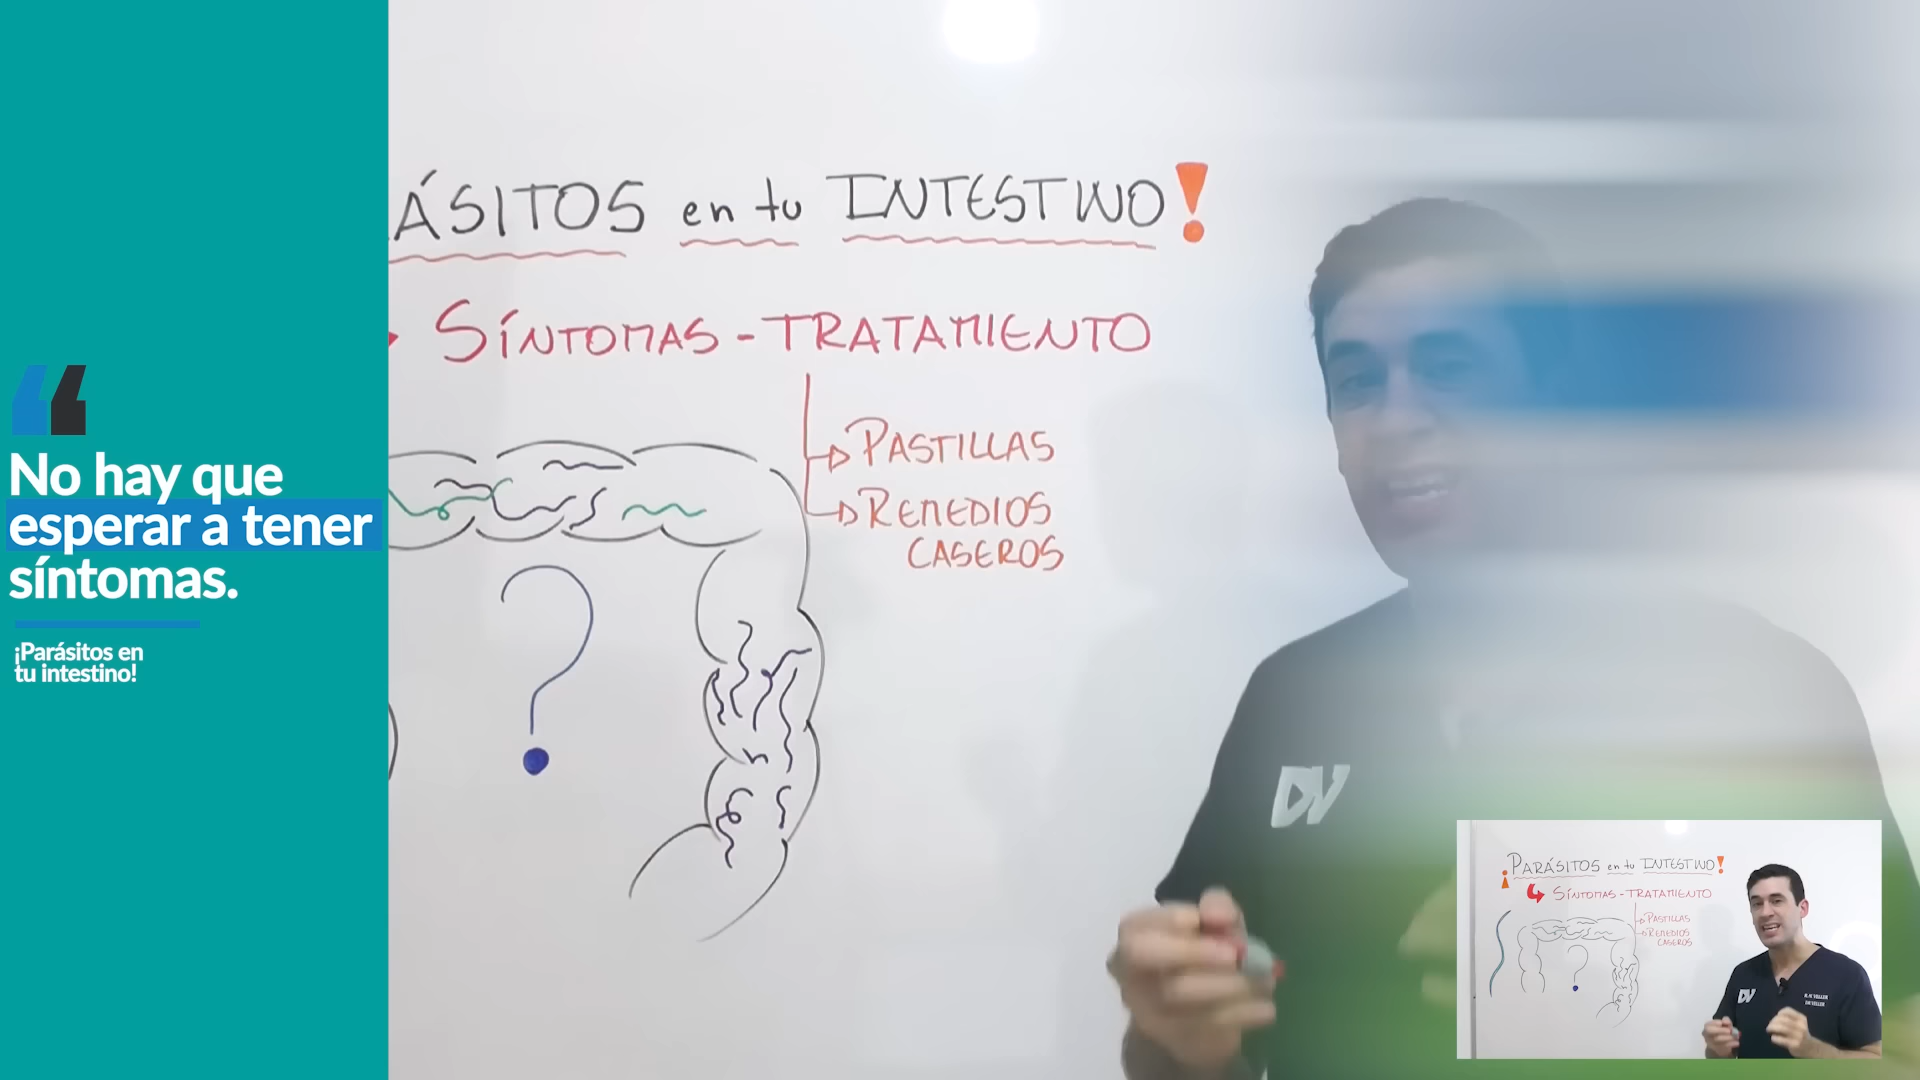 No hay que
esperar a tener
síntomas.
¡Parásitos en
tu intestino!
ÁSITOS en tu INTESTINO!
SÍNTOMAS - TRATAMIENTO
PASTILLAS
REMEDIOS
CASEROS
DV
¡PARÁSITOS en tu INTESTINO!
SÍNTOMAS - TRATAMIENTO
PASTILLAS
REMEDIOS
CASEROS
DV